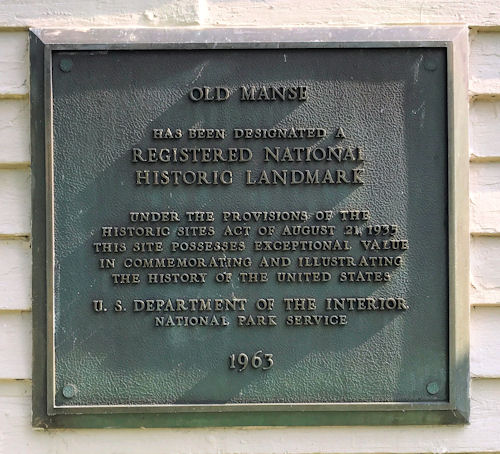 OLD MANSE
HAS BEEN DESIGNATED A
REGISTERED NATIONAL
HISTORIC LANDMARK
UNDER THE PROVISIONS OF THE
HISTORIC SITES ACT OF AUGUST 21, 1935
THIS SITE POSSESSES EXCEPTIONAL VALUE
IN COMMEMORATING AND ILLUSTRATING
THE HISTORY OF THE UNITED STATES
U. S. DEPARTMENT OF THE INTERIOR
NATIONAL PARK SERVICE
1963